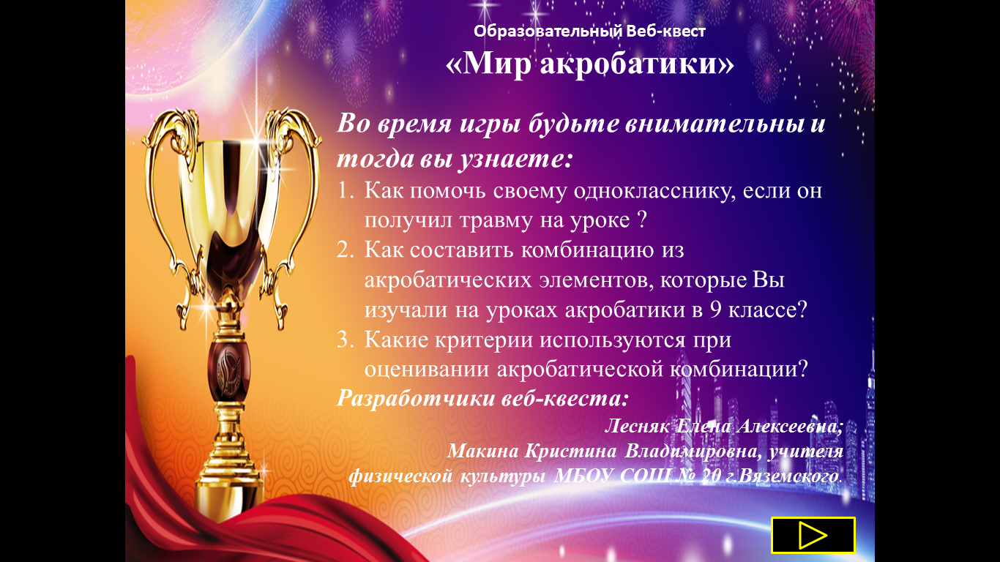 Образовательный Веб-квест
«Мир акробатики»
Во время игры будьте внимательны и
тогда вы узнаете:
1. Как помочь своему однокласснику, если он
получил травму на уроке ?
2. Как составить комбинацию из
акробатических элементов, которые Вы
изучали на уроках акробатики в 9 классе?
3. Какие критерии используются при
оценивании акробатической комбинации?
Разработчики веб-квеста:
Лесняк Елена Алексеевна;
Макина Кристина Владимировна, учителя
физической культуры МБОУ СОШ № 20 г.Вяземского.